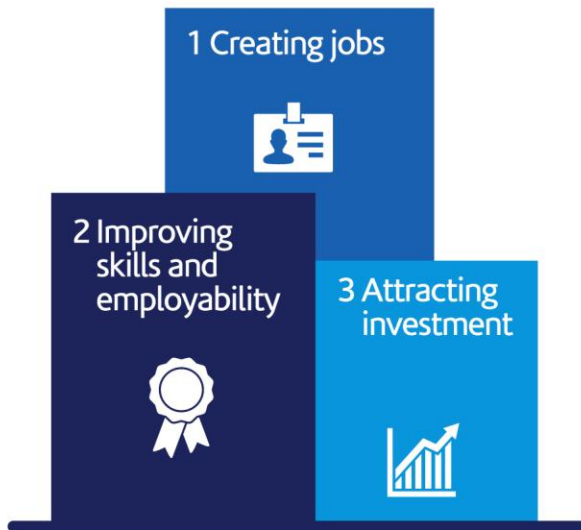 1 Creating jobs
2 Improving
skills and
employability
3 Attracting
investment